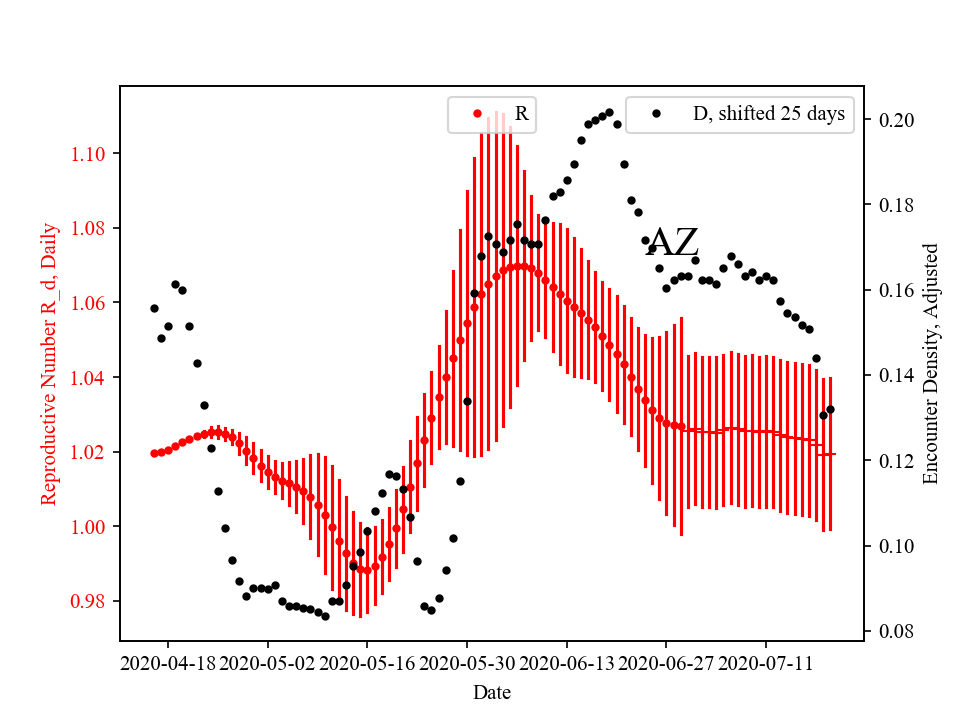 R
D, shifted 25 days
AZ
Reproductive Number R_d, Daily
1.10
1.08
1.06
1.04
1.02
1.00
0.98
Encounter Density, Adjusted
0.20
0.18
0.16
0.14
0.12
0.10
0.08
2020-04-18 2020-05-02 2020-05-16 2020-05-30 2020-06-13 2020-06-27 2020-07-11
Date